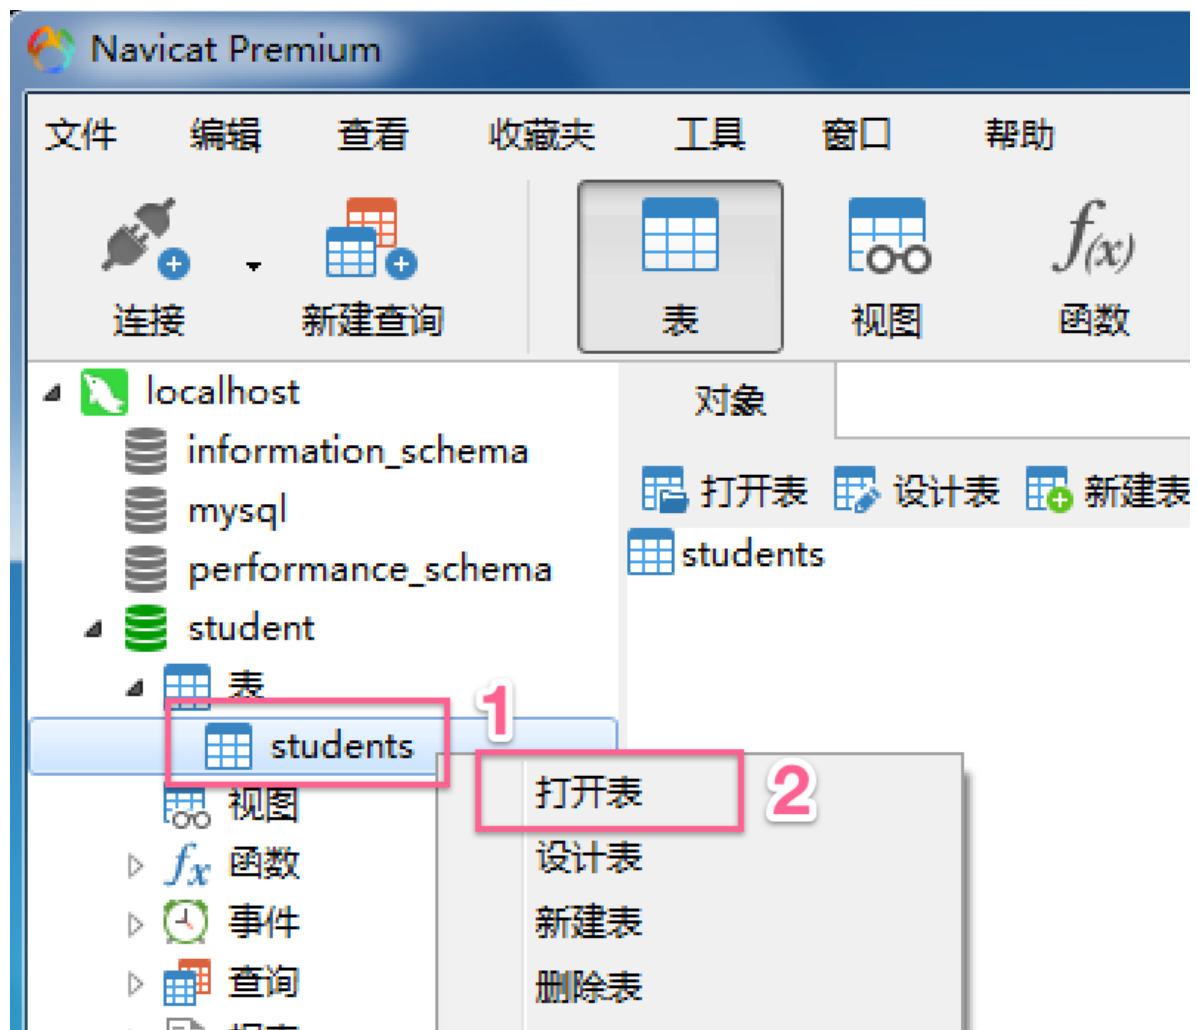 Navicat Premium
文件 编辑 查看 收藏夹 工具 窗口 帮助
f(x)
连接 新建查询 表 视图 函数
localhost 对象
information_schema
打开表 设计表 新建表
mysql
students
performance_schema
student
表
1
students
打开表 2
视图
设计表
fx 函数
新建表
事件
删除表
查询